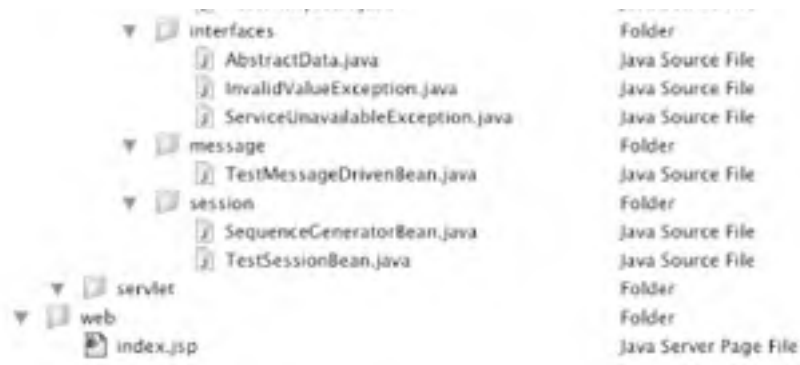 interfaces Folder
AbstractData.java Java Source File
InvalidValueException.java Java Source File
ServiceUnavailableException.java Java Source File
message Folder
TestMessageDrivenBean.java Java Source File
session Folder
SequenceGeneratorBean.java Java Source File
TestSessionBean.java Java Source File
servlet Folder
web Folder
index.jsp Java Server Page File